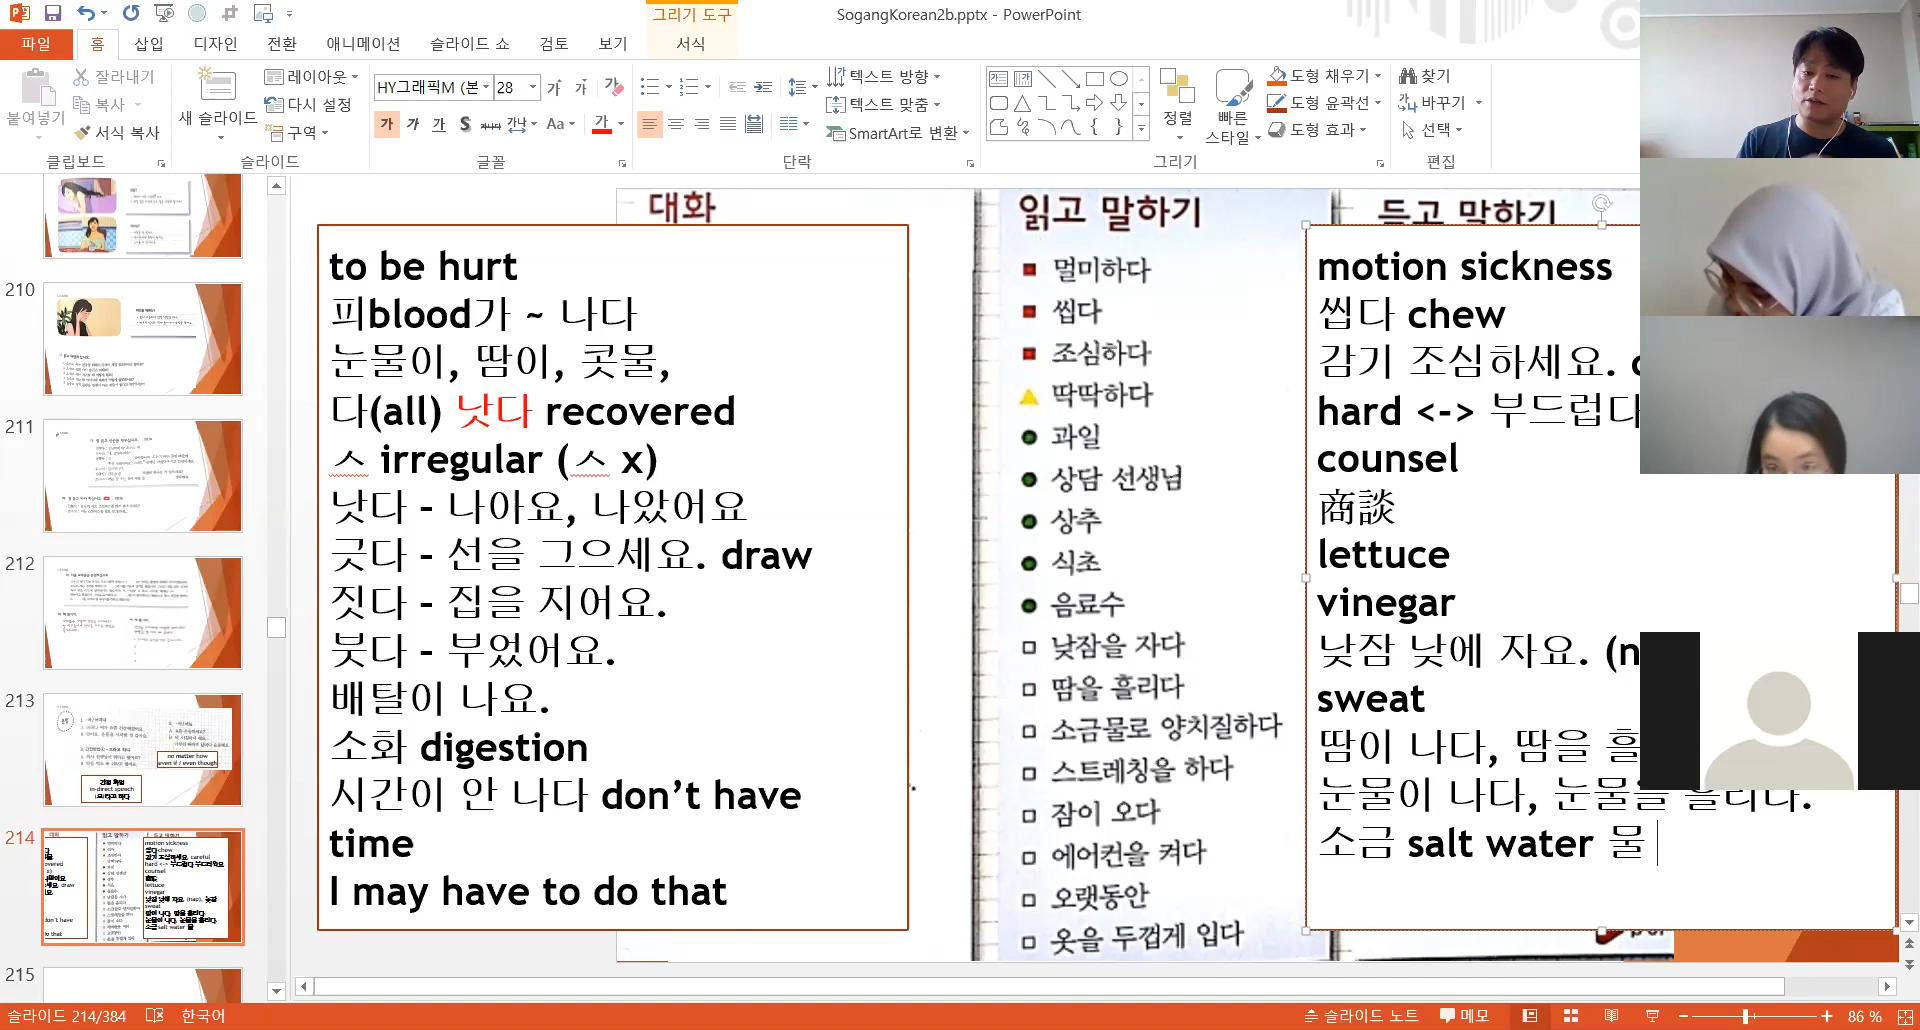 그리기 도구
SogangKorean2b.pptx - PowerPoint
파일
홈
삽입
디자인
전환
애니메이션
슬라이드 쇼
검토
보기
서식
붙여넣기
잘라내기
복사
서식 복사
클립보드
새 슬라이드
레이아웃
다시 설정
구역
슬라이드
HY그래픽M (본
28
글꼴
텍스트 방향
텍스트 맞춤
SmartArt로 변환
단락
정렬
빠른 스타일
도형 채우기
도형 윤곽선
도형 효과
그리기
찾기
바꾸기
선택
편집
210
211
212
213
214
215
대화
to be hurt
피blood가 ~ 나다
눈물이, 땀이, 콧물,
다(all) 낫다 recovered
ㅅ irregular (ㅅ x)
낫다 - 나아요, 나았어요
긋다 - 선을 그으세요. draw
짓다 - 집을 지어요.
붓다 - 부었어요.
배탈이 나요.
소화 digestion
시간이 안 나다 don't have
time
I may have to do that
읽고 말하기
멀미하다
씹다
조심하다
딱딱하다
과일
상담 선생님
상추
식초
음료수
낮잠을 자다
땀을 흘리다
소금물로 양치질하다
스트레칭을 하다
잠이 오다
에어컨을 켜다
오랫동안
옷을 두껍게 입다
듣고 말하기
motion sickness
씹다 chew
감기 조심하세요.
hard <-> 부드럽다
counsel
商談
lettuce
vinegar
낮잠 낮에 자요. (n
sweat
땀이 나다, 땀을 흘
눈물이 나다, 눈물을 흘리다.
소금 salt water 물
슬라이드 214/384
한국어
슬라이드 노트
메모
86 %